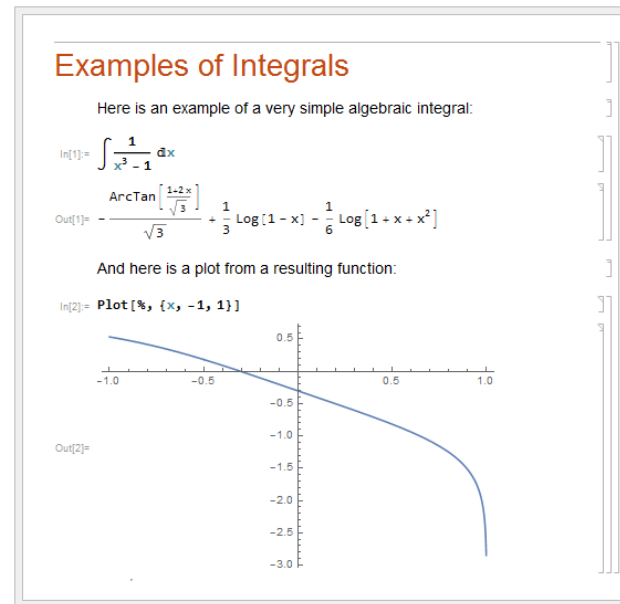 Examples of Integrals
Here is an example of a very simple algebraic integral:
In[1]:= ∫ 1/(x³ - 1) ⅆx
Out[1]= - ArcTan[(1+2 x)/√3]/√3 + 1/3 Log[1 - x] - 1/6 Log[1 + x + x²]
And here is a plot from a resulting function:
In[2]:= Plot[%, {x, -1, 1}]
0.5
-1.0 -0.5 0.5 1.0
-0.5
-1.0
Out[2]=
-1.5
-2.0
-2.5
-3.0